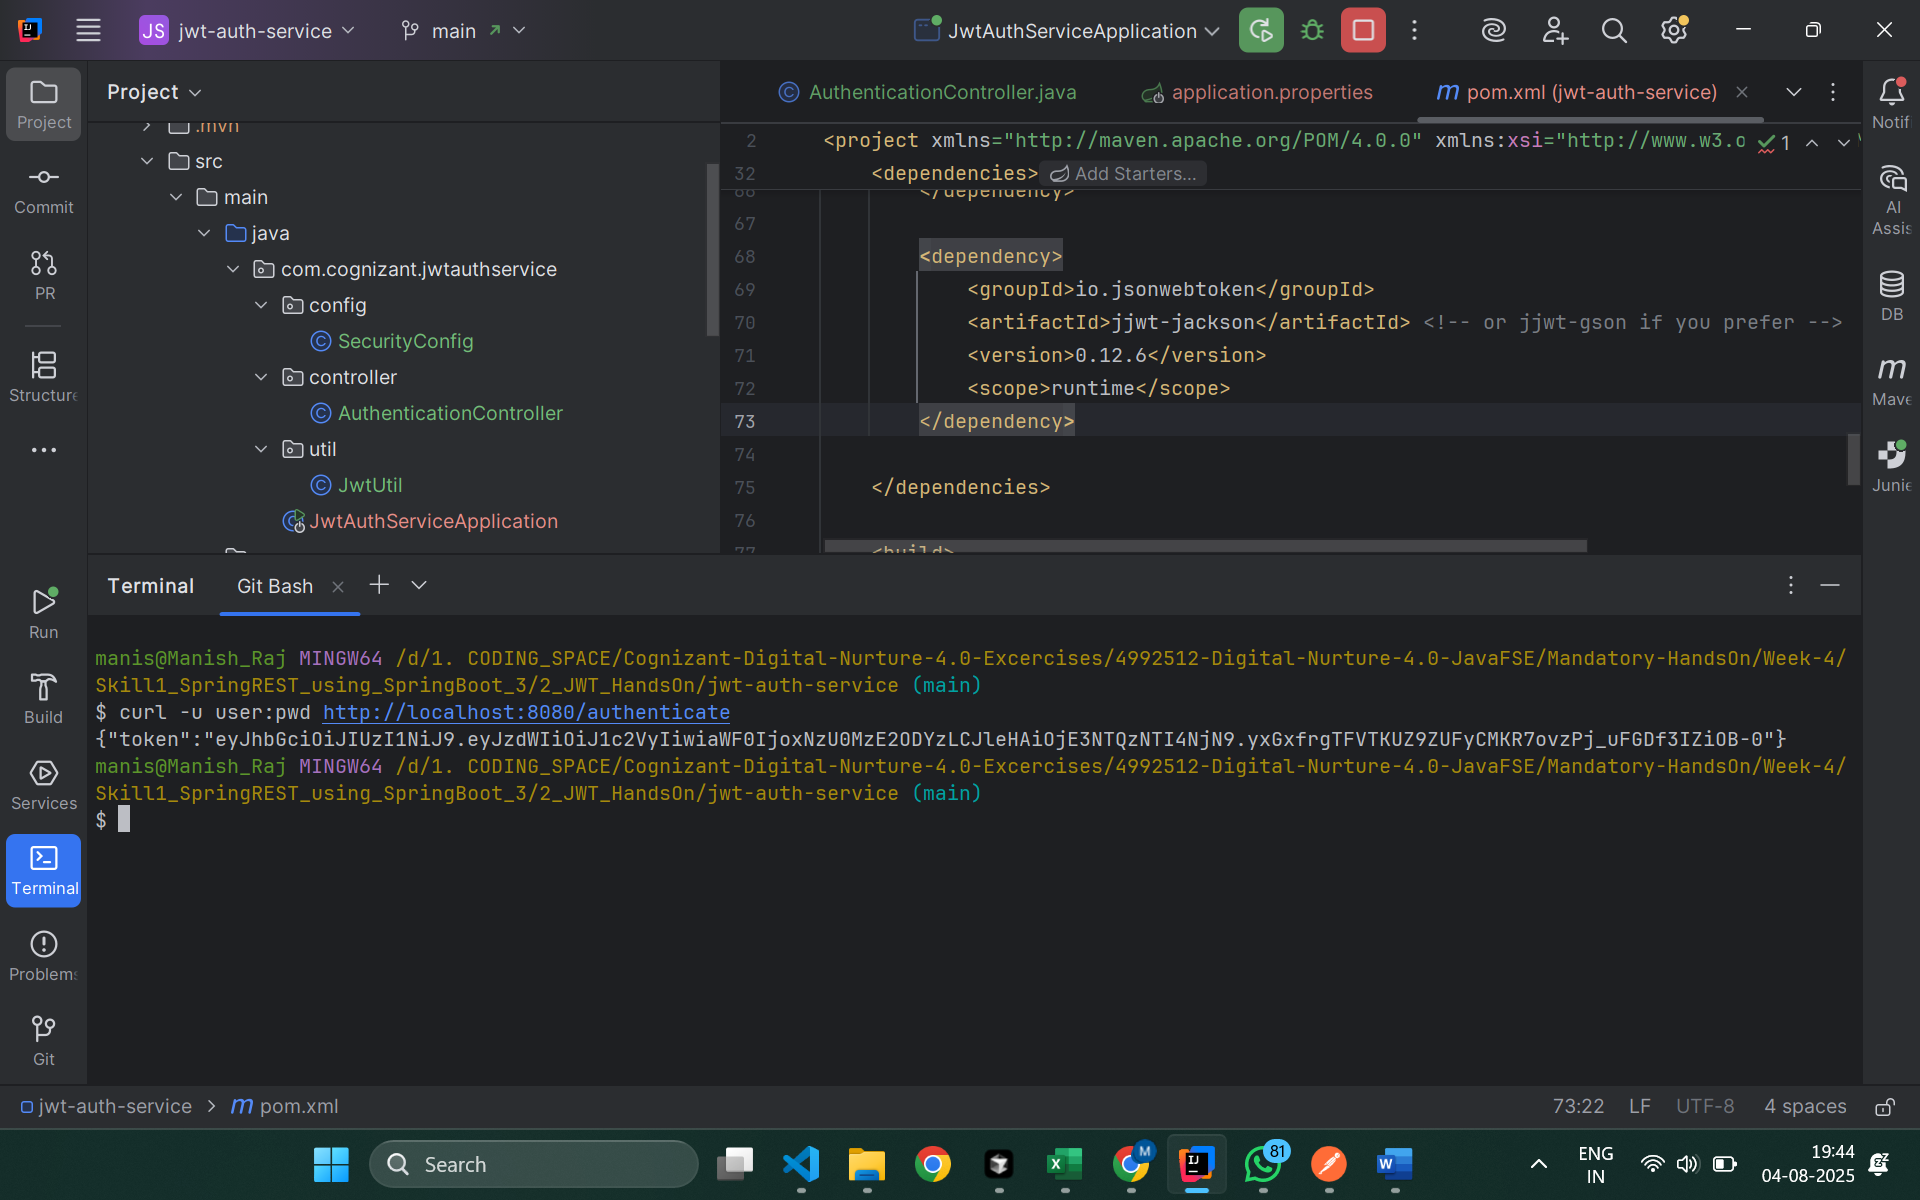 JS jwt-auth-service
main
JwtAuthServiceApplication
Project
Commit
PR
Structure
Run
Build
Services
Terminal
Problems
Git
Project
.mvn
src
main
java
com.cognizant.jwtauthservice
config
SecurityConfig
controller
AuthenticationController
util
JwtUtil
JwtAuthServiceApplication
AuthenticationController.java
application.properties
m pom.xml (jwt-auth-service)
2 <project xmlns="http://maven.apache.org/POM/4.0.0" xmlns:xsi="http://www.w3.o
1
32 <dependencies> Add Starters...
66 </dependency>
67
68 <dependency>
69 <groupId>io.jsonwebtoken</groupId>
70 <artifactId>jjwt-jackson</artifactId> <!-- or jjwt-gson if you prefer -->
71 <version>0.12.6</version>
72 <scope>runtime</scope>
73 </dependency>
74
75 </dependencies>
76
77 <build>
Notifi
AI
Assis
DB
Mave
Junie
Terminal
Git Bash
manis@Manish_Raj MINGW64 /d/1. CODING_SPACE/Cognizant-Digital-Nurture-4.0-Excercises/4992512-Digital-Nurture-4.0-JavaFSE/Mandatory-HandsOn/Week-4/
Skill1_SpringREST_using_SpringBoot_3/2_JWT_HandsOn/jwt-auth-service (main)
$ curl -u user:pwd http://localhost:8080/authenticate
{"token":"eyJhbGciOiJIUzI1NiJ9.eyJzdWIiOiJ1c2VyIiwiaWF0IjoxNzU0MzE2ODYzLCJleHAiOjE3NTQzNTI4NjN9.yxGxfrgTFVTKUZ9ZUFyCMKR7ovzPj_uFGDf3IZiOB-0"}
manis@Manish_Raj MINGW64 /d/1. CODING_SPACE/Cognizant-Digital-Nurture-4.0-Excercises/4992512-Digital-Nurture-4.0-JavaFSE/Mandatory-HandsOn/Week-4/
Skill1_SpringREST_using_SpringBoot_3/2_JWT_HandsOn/jwt-auth-service (main)
$
jwt-auth-service > m pom.xml
73:22 LF UTF-8 4 spaces
Search
M
81
ENG
IN
19:44
04-08-2025